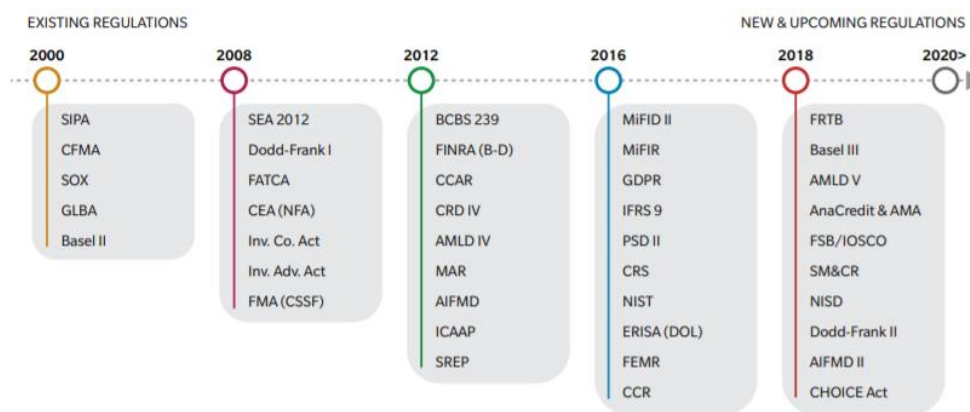 EXISTING REGULATIONS
NEW & UPCOMING REGULATIONS
2000
2008
2012
2016
2018
2020>
SIPA
CFMA
SOX
GLBA
Basel II
SEA 2012
Dodd-Frank I
FATCA
CEA (NFA)
Inv. Co. Act
Inv. Adv. Act
FMA (CSSF)
BCBS 239
FINRA (B-D)
CCAR
CRD IV
AMLD IV
MAR
AIFMD
ICAAP
SREP
MiFID II
MiFIR
GDPR
IFRS 9
PSD II
CRS
NIST
ERISA (DOL)
FEMR
CCR
FRTB
Basel III
AMLD V
AnaCredit & AMA
FSB/IOSCO
SM&CR
NISD
Dodd-Frank II
AIFMD II
CHOICE Act